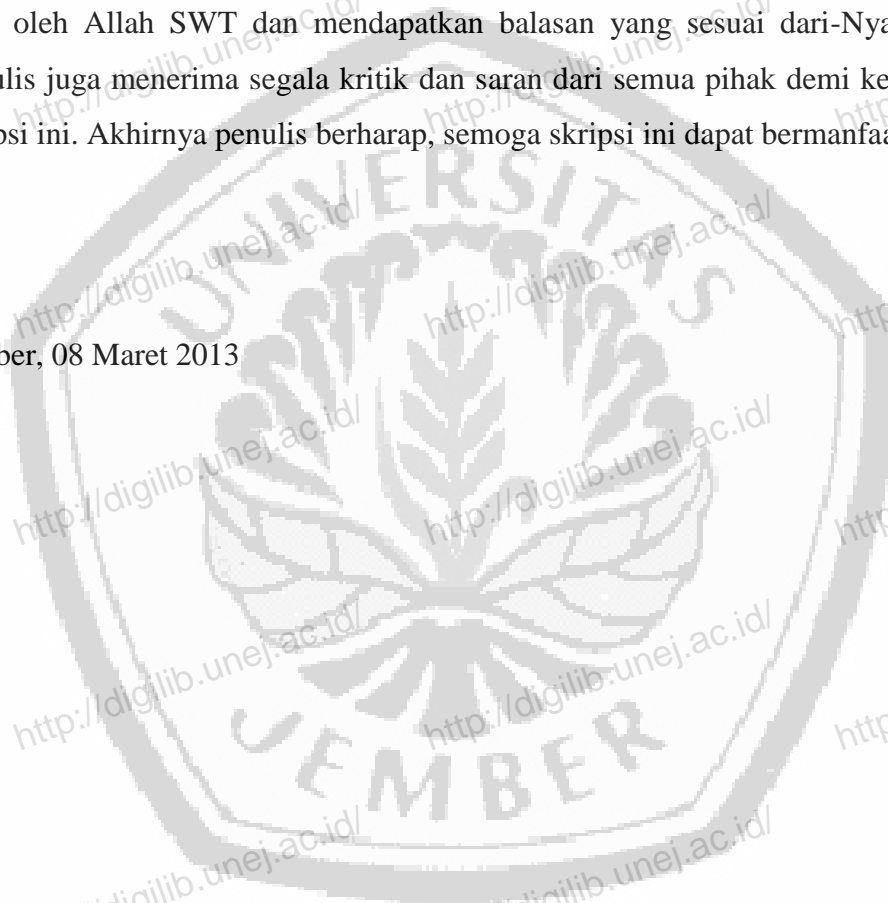 oleh Allah SWT dan mendapatkan balasan yang sesuai dari-Nya
ulis juga menerima segala kritik dan saran dari semua pihak demi ke
psi ini. Akhirnya penulis berharap, semoga skripsi ini dapat bermanfaa
UNIVERSITAS
http://digilib.unej.ac.id/
http://digilib.unej.ac.id/
ber, 08 Maret 2013
http://digilib.unej.ac.id/
http://digilib.unej.ac.id/
http://digilib.unej.ac.id/
http://digilib.unej.ac.id/
JEMBER